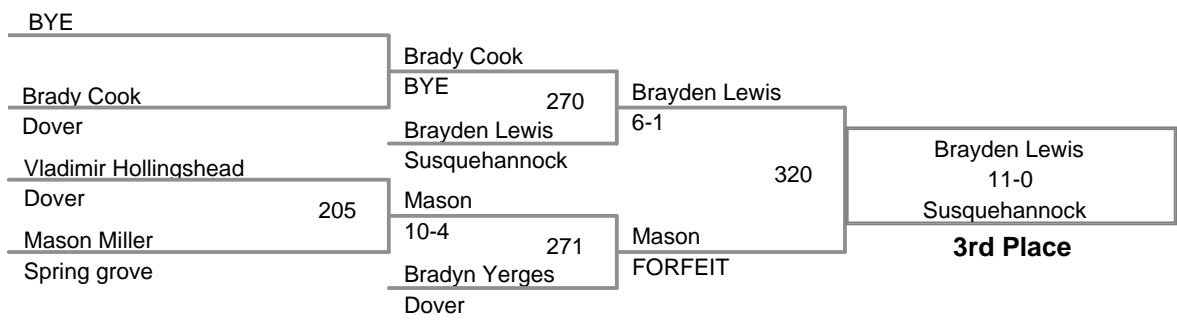 BYE
Brady Cook
Dover
Vladimir Hollingshead
Dover
205
Mason Miller
Spring grove
Brady Cook
BYE
270
Brayden Lewis
Susquehannock
Mason
10-4
271
Bradyn Yerges
Dover
Brayden Lewis
6-1
320
Mason
FORFEIT
Brayden Lewis
11-0
Susquehannock
3rd Place